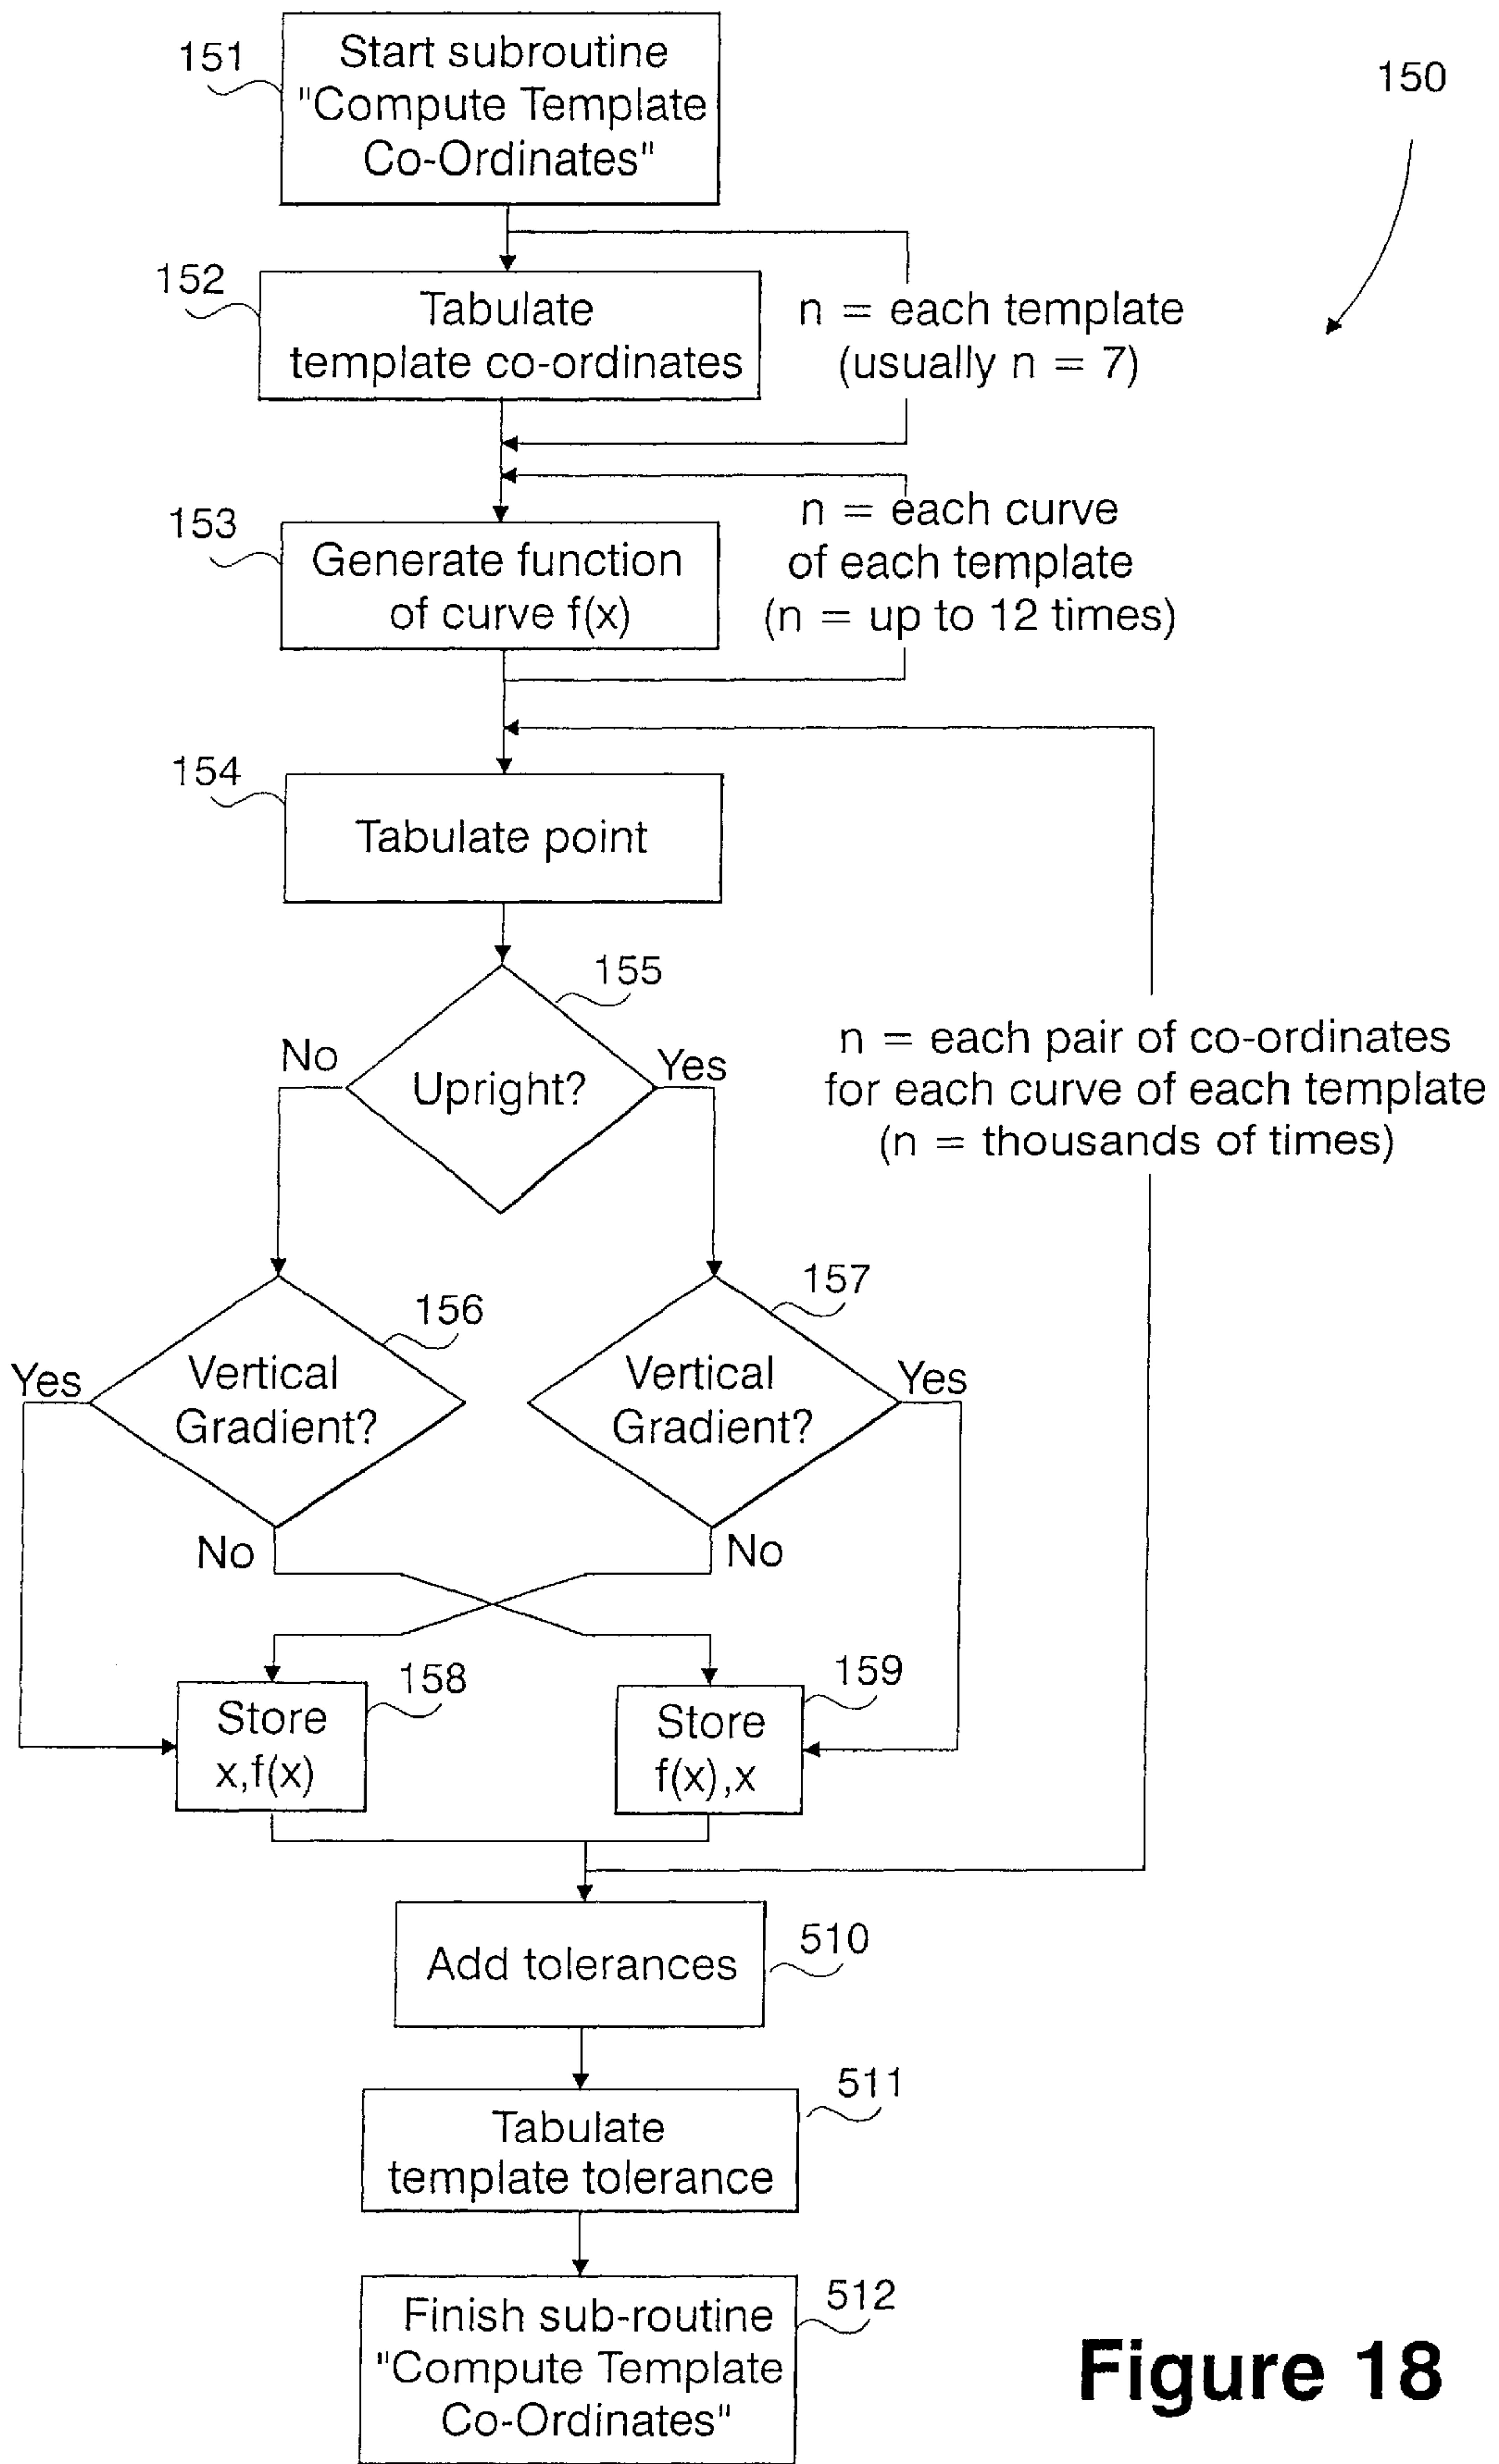 151
Start subroutine
"Compute Template
Co-Ordinates"
150
152
Tabulate
template co-ordinates
n = each template
(usually n = 7)
153
Generate function
of curve f(x)
n = each curve
of each template
(n = up to 12 times)
154
Tabulate point
155
No
Upright?
Yes
n = each pair of co-ordinates
for each curve of each template
(n = thousands of times)
156
157
Yes
Vertical
Gradient?
Vertical
Gradient?
Yes
No
No
158
Store
x,f(x)
159
Store
f(x),x
Add tolerances
510
511
Tabulate
template tolerance
512
Finish sub-routine
"Compute Template
Co-Ordinates"
Figure 18